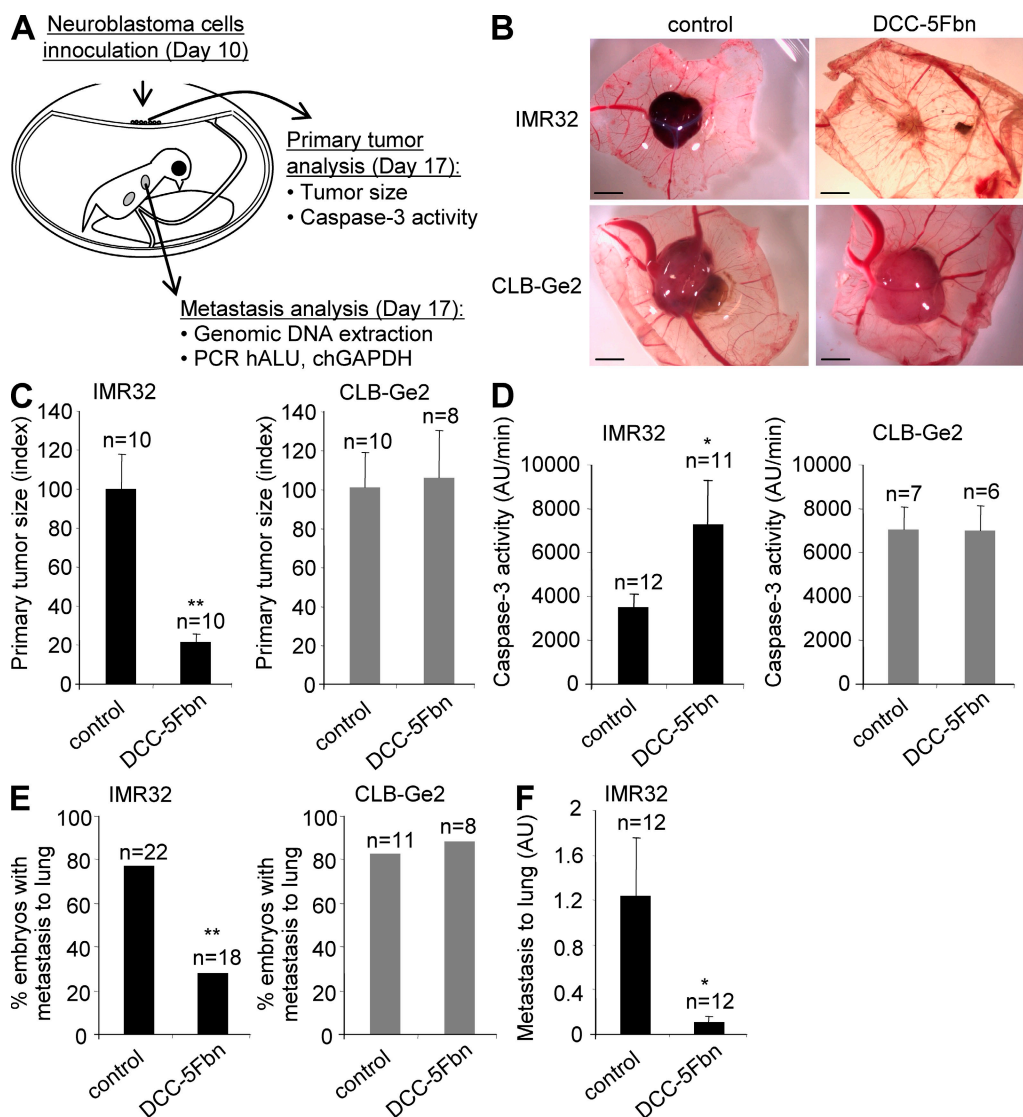 A
Neuroblastoma cells
innoculation (Day 10)
Primary tumor
analysis (Day 17):
• Tumor size
• Caspase-3 activity
Metastasis analysis (Day 17):
• Genomic DNA extraction
• PCR hALU, chGAPDH
B
control
DCC-5Fbn
IMR32
CLB-Ge2
C
IMR32
Primary tumor size (index)
140
120
100
80
60
40
20
0
n=10
**
n=10
control
DCC-5Fbn
CLB-Ge2
Primary tumor size (index)
140
120
100
80
60
40
20
0
n=10
n=8
control
DCC-5Fbn
D
IMR32
Caspase-3 activity (AU/min)
10000
8000
6000
4000
2000
0
n=12
*
n=11
control
DCC-5Fbn
CLB-Ge2
Caspase-3 activity (AU/min)
10000
8000
6000
4000
2000
0
n=7
n=6
control
DCC-5Fbn
E
IMR32
% embryos with
metastasis to lung
100
80
60
40
20
0
n=22
**
n=18
control
DCC-5Fbn
CLB-Ge2
% embryos with
metastasis to lung
100
80
60
40
20
0
n=11
n=8
control
DCC-5Fbn
F
IMR32
Metastasis to lung (AU)
2
1.6
1.2
0.8
0.4
0
n=12
*
n=12
control
DCC-5Fbn